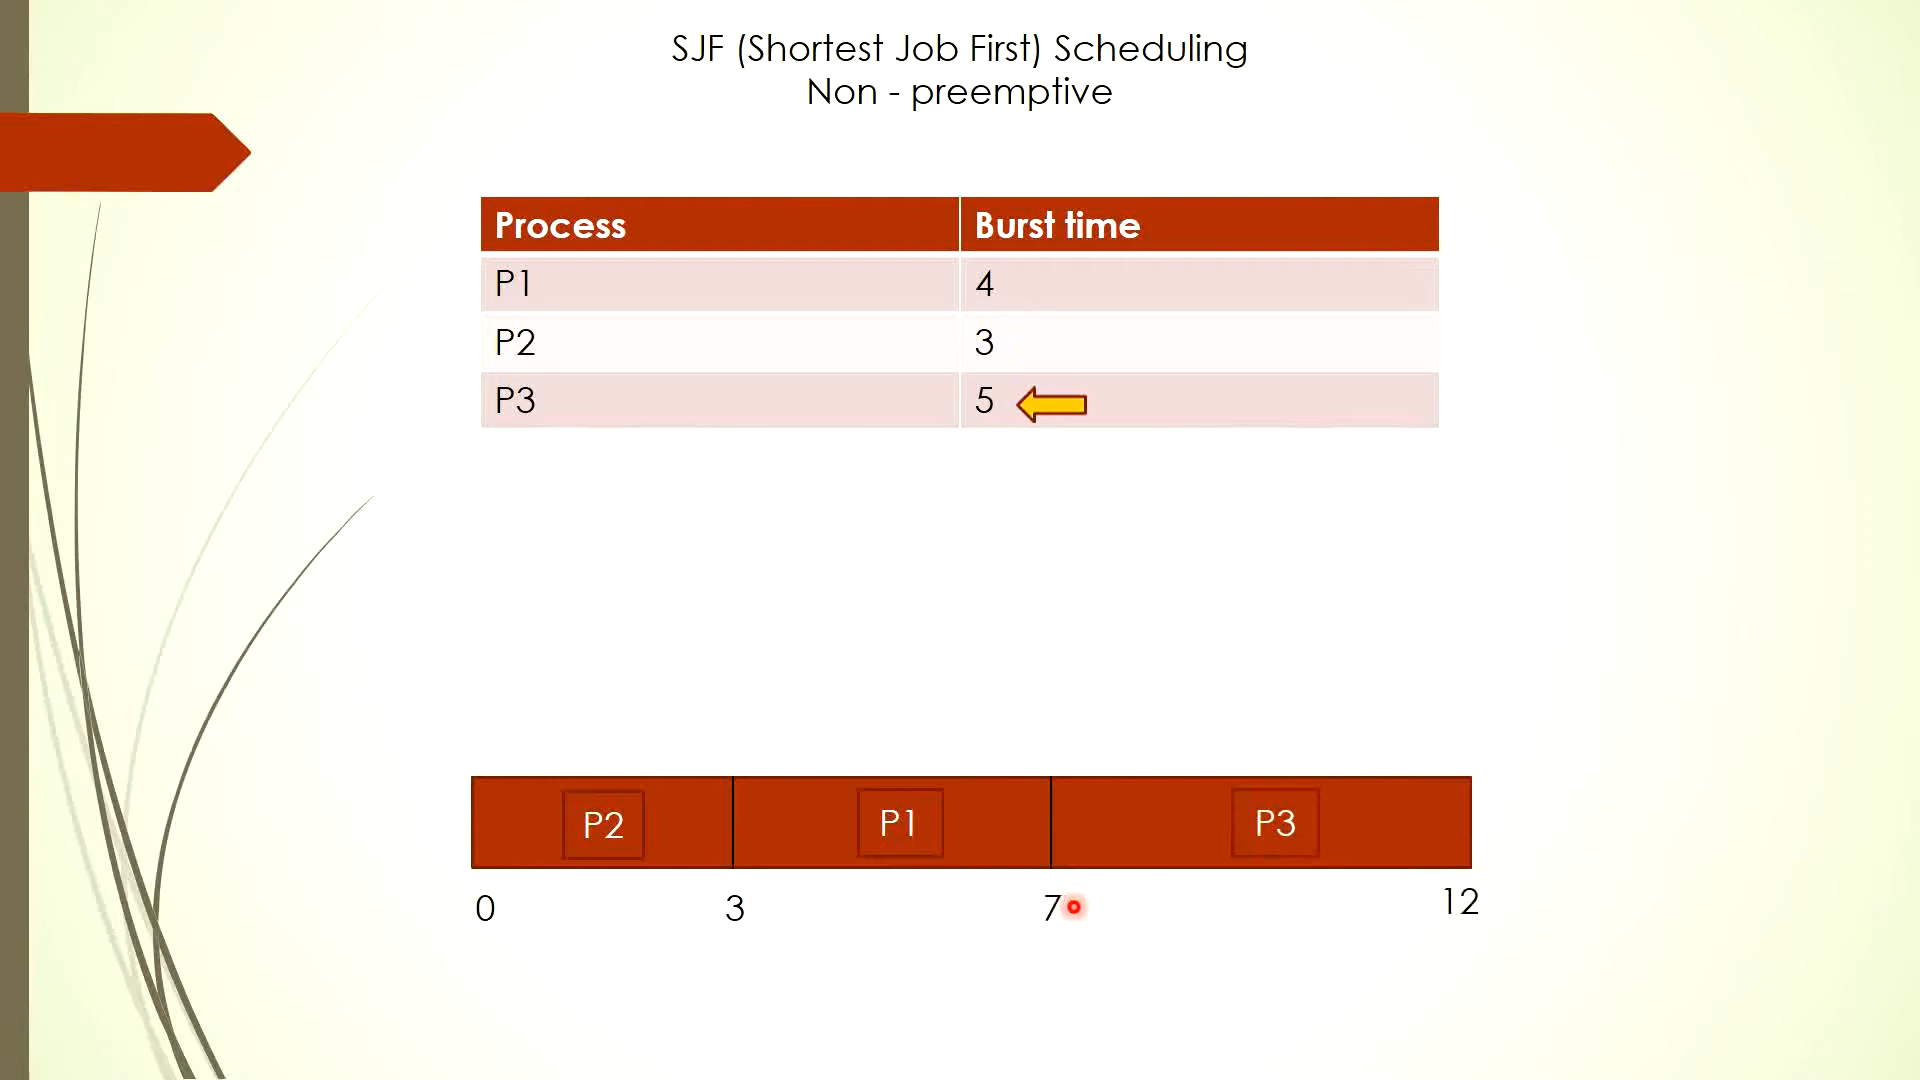 SJF (Shortest Job First) Scheduling
Non - preemptive
Process Burst time
P1 4
P2 3
P3 5
P2 P1 P3
0 3 7 12